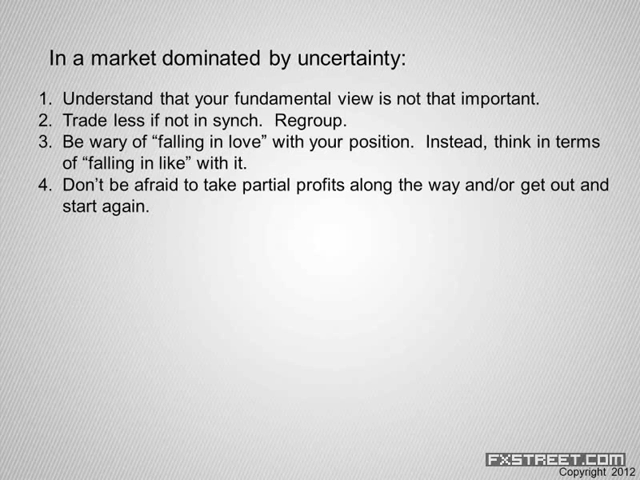 In a market dominated by uncertainty:
1. Understand that your fundamental view is not that important.
2. Trade less if not in synch.  Regroup.
3. Be wary of “falling in love” with your position.  Instead, think in terms
of “falling in like” with it.
4. Don’t be afraid to take partial profits along the way and/or get out and
start again.
FXSTREET.COM
Copyright 2012